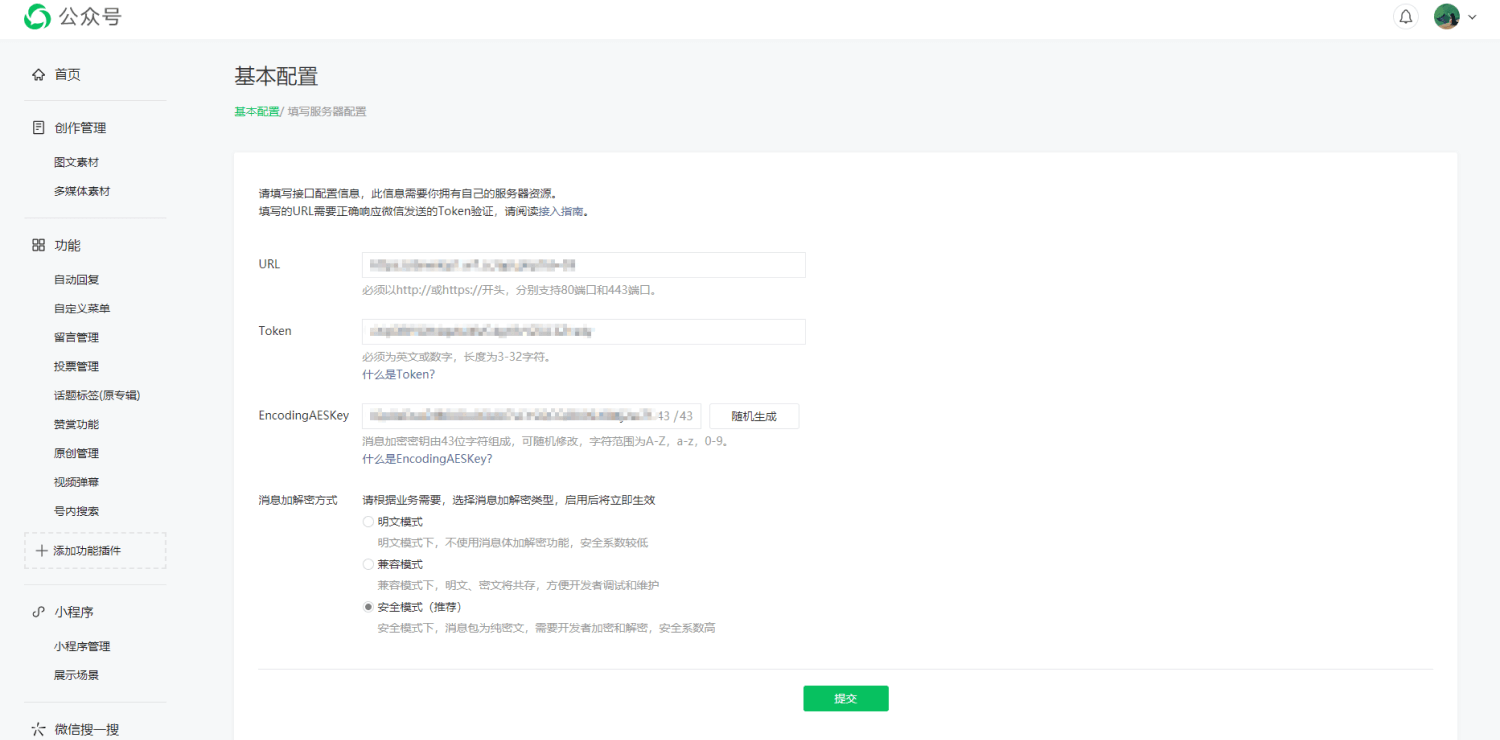 公众号
首页
创作管理
图文素材
多媒体素材
功能
自动回复
自定义菜单
留言管理
投票管理
话题标签(原专辑)
赞赏功能
原创管理
视频弹幕
号内搜索
添加功能插件
小程序
小程序管理
展示场景
微信搜一搜
基本配置
基本配置/ 填写服务器配置
请填写接口配置信息，此信息需要你拥有自己的服务器资源。
填写的URL需要正确响应微信发送的Token验证，请阅读接入指南。
URL
必须以http://或https://开头，分别支持80端口和443端口。
Token
必须为英文或数字，长度为3-32字符。
什么是Token?
EncodingAESKey
43 /43
随机生成
消息加密密钥由43位字符组成，可随机修改，字符范围为A-Z，a-z，0-9。
什么是EncodingAESKey?
消息加解密方式
请根据业务需要，选择消息加解密类型，启用后将立即生效
明文模式
明文模式下，不使用消息体加解密功能，安全系数较低
兼容模式
兼容模式下，明文、密文将共存，方便开发者调试和维护
安全模式（推荐）
安全模式下，消息包为纯密文，需要开发者加密和解密，安全系数高
提交